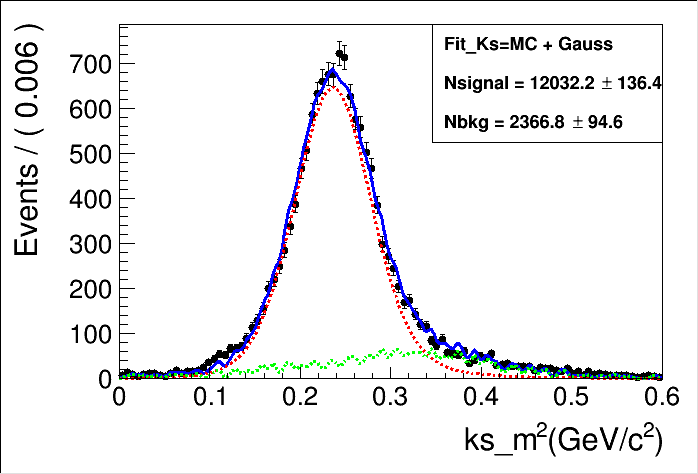 Events / ( 0.006 )
700
600
500
400
300
200
100
0
Fit_Ks=MC + Gauss
Nsignal = 12032.2 ± 136.4
Nbkg = 2366.8 ± 94.6
0 0.1 0.2 0.3 0.4 0.5 0.6
ks_m²(GeV/c²)